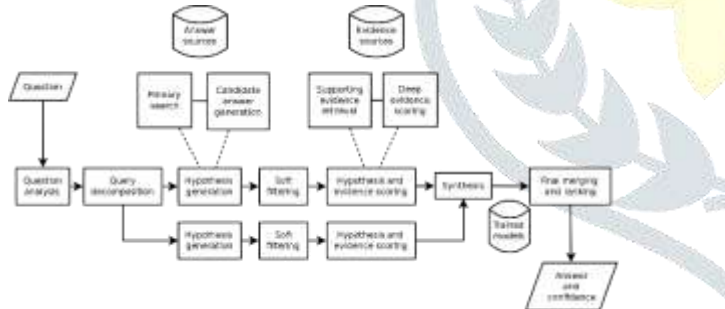 Answer
sources
Evidence
sources
Question
Primary
search
Candidate
answer
generation
Supporting
evidence
retrieval
Deep
evidence
scoring
Question
analysis
Query
decomposition
Hypothesis
generation
Soft
filtering
Hypothesis and
evidence scoring
Synthesis
Final merging
and ranking
Hypothesis
generation
Soft
filtering
Hypothesis and
evidence scoring
Trained
models
Answer
and
confidence